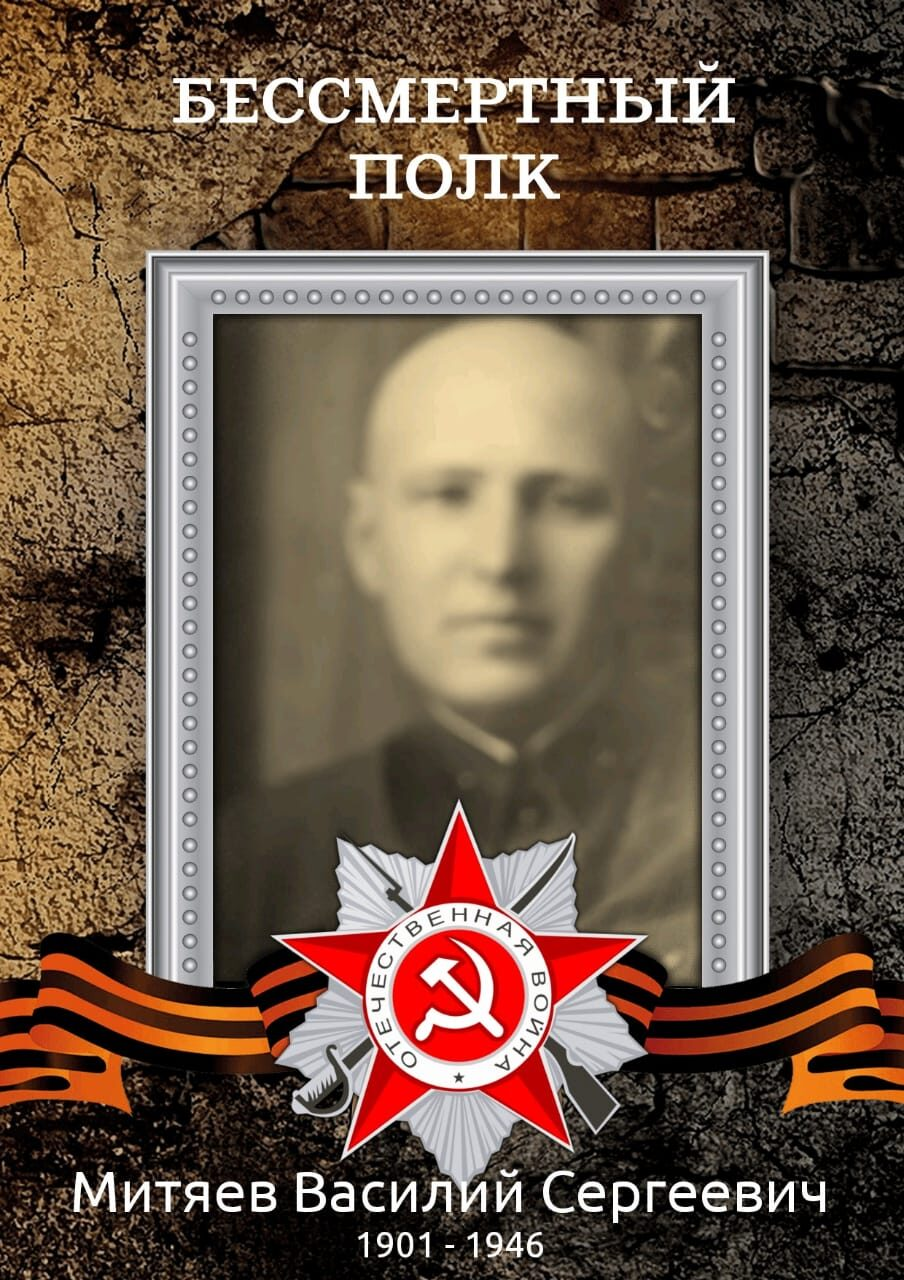 БЕССМЕРТНЫЙ
ПОЛК
ОТЕЧЕСТВЕННАЯ ВОЙНА
Митяев Василий Сергеевич
1901 - 1946